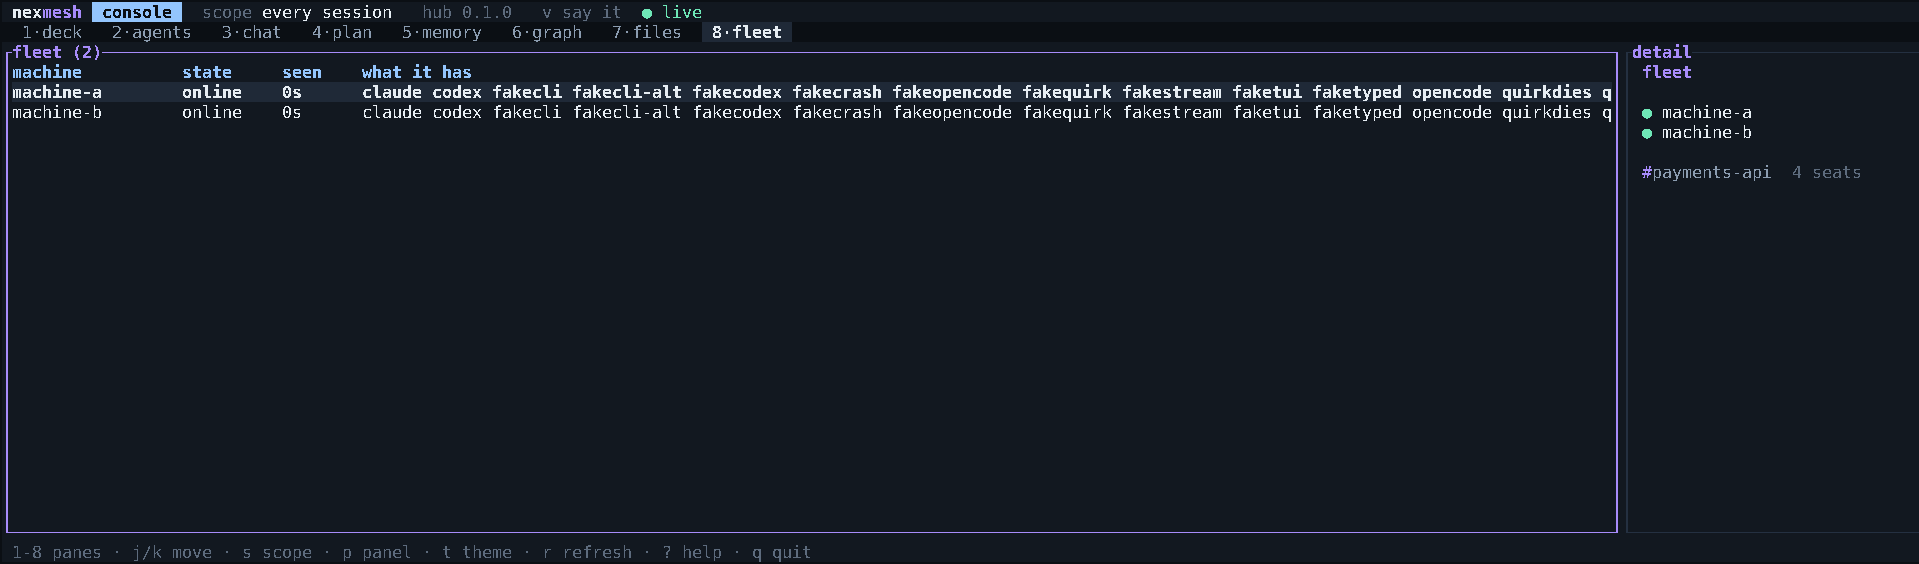 nexmesh console scope every session hub 0.1.0 v say it ● live
1·deck 2·agents 3·chat 4·plan 5·memory 6·graph 7·files 8·fleet
fleet (2)
machine state seen what it has
machine-a online 0s claude codex fakecli fakecli-alt fakecodex fakecrash fakeopencode fakequirk fakestream faketui faketyped opencode quirkdies q
machine-b online 0s claude codex fakecli fakecli-alt fakecodex fakecrash fakeopencode fakequirk fakestream faketui faketyped opencode quirkdies q
detail
fleet
● machine-a
● machine-b
#payments-api 4 seats
1-8 panes · j/k move · s scope · p panel · t theme · r refresh · ? help · q quit